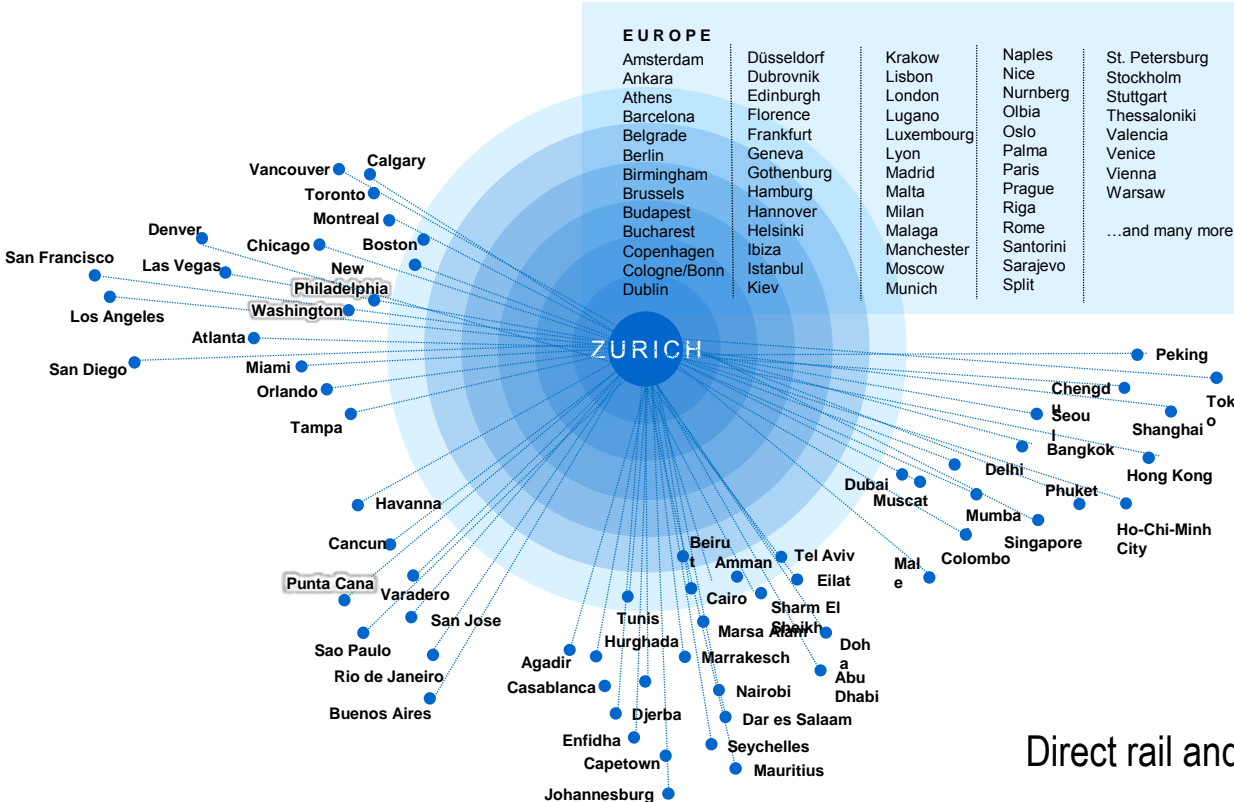 EUROPE
Amsterdam
Ankara
Athens
Barcelona
Belgrade
Berlin
Birmingham
Brussels
Budapest
Bucharest
Copenhagen
Cologne/Bonn
Dublin
Düsseldorf
Dubrovnik
Edinburgh
Florence
Frankfurt
Geneva
Gothenburg
Hamburg
Hannover
Helsinki
Ibiza
Istanbul
Kiev
Krakow
Lisbon
London
Lugano
Luxembourg
Lyon
Madrid
Malta
Milan
Malaga
Manchester
Moscow
Munich
Naples
Nice
Nurnberg
Olbia
Oslo
Palma
Paris
Prague
Riga
Rome
Santorini
Sarajevo
Split
St. Petersburg
Stockholm
Stuttgart
Thessaloniki
Valencia
Venice
Vienna
Warsaw
…and many more
Vancouver
Calgary
Toronto
Montreal
Denver
Chicago
Boston
San Francisco
Las Vegas
New
Philadelphia
Washington
Los Angeles
Atlanta
San Diego
Miami
Orlando
Tampa
ZURICH
Peking
Chengd
u
Tok
o
Seou
l
Shanghai
Bangkok
Hong Kong
Delhi
Dubai
Muscat
Phuket
Mumba
Singapore
Ho-Chi-Minh
City
Colombo
Mal
e
Havanna
Cancun
Punta Cana
Varadero
San Jose
Sao Paulo
Rio de Janeiro
Buenos Aires
Beiru
t
Amman
Tel Aviv
Eilat
Cairo
Sharm El
Sheikh
Tunis
Marsa Alam
Hurghada
Doh
a
Agadir
Marrakesch
Abu
Dhabi
Casablanca
Nairobi
Djerba
Dar es Salaam
Enfidha
Seychelles
Capetown
Mauritius
Johannesburg
Direct rail and